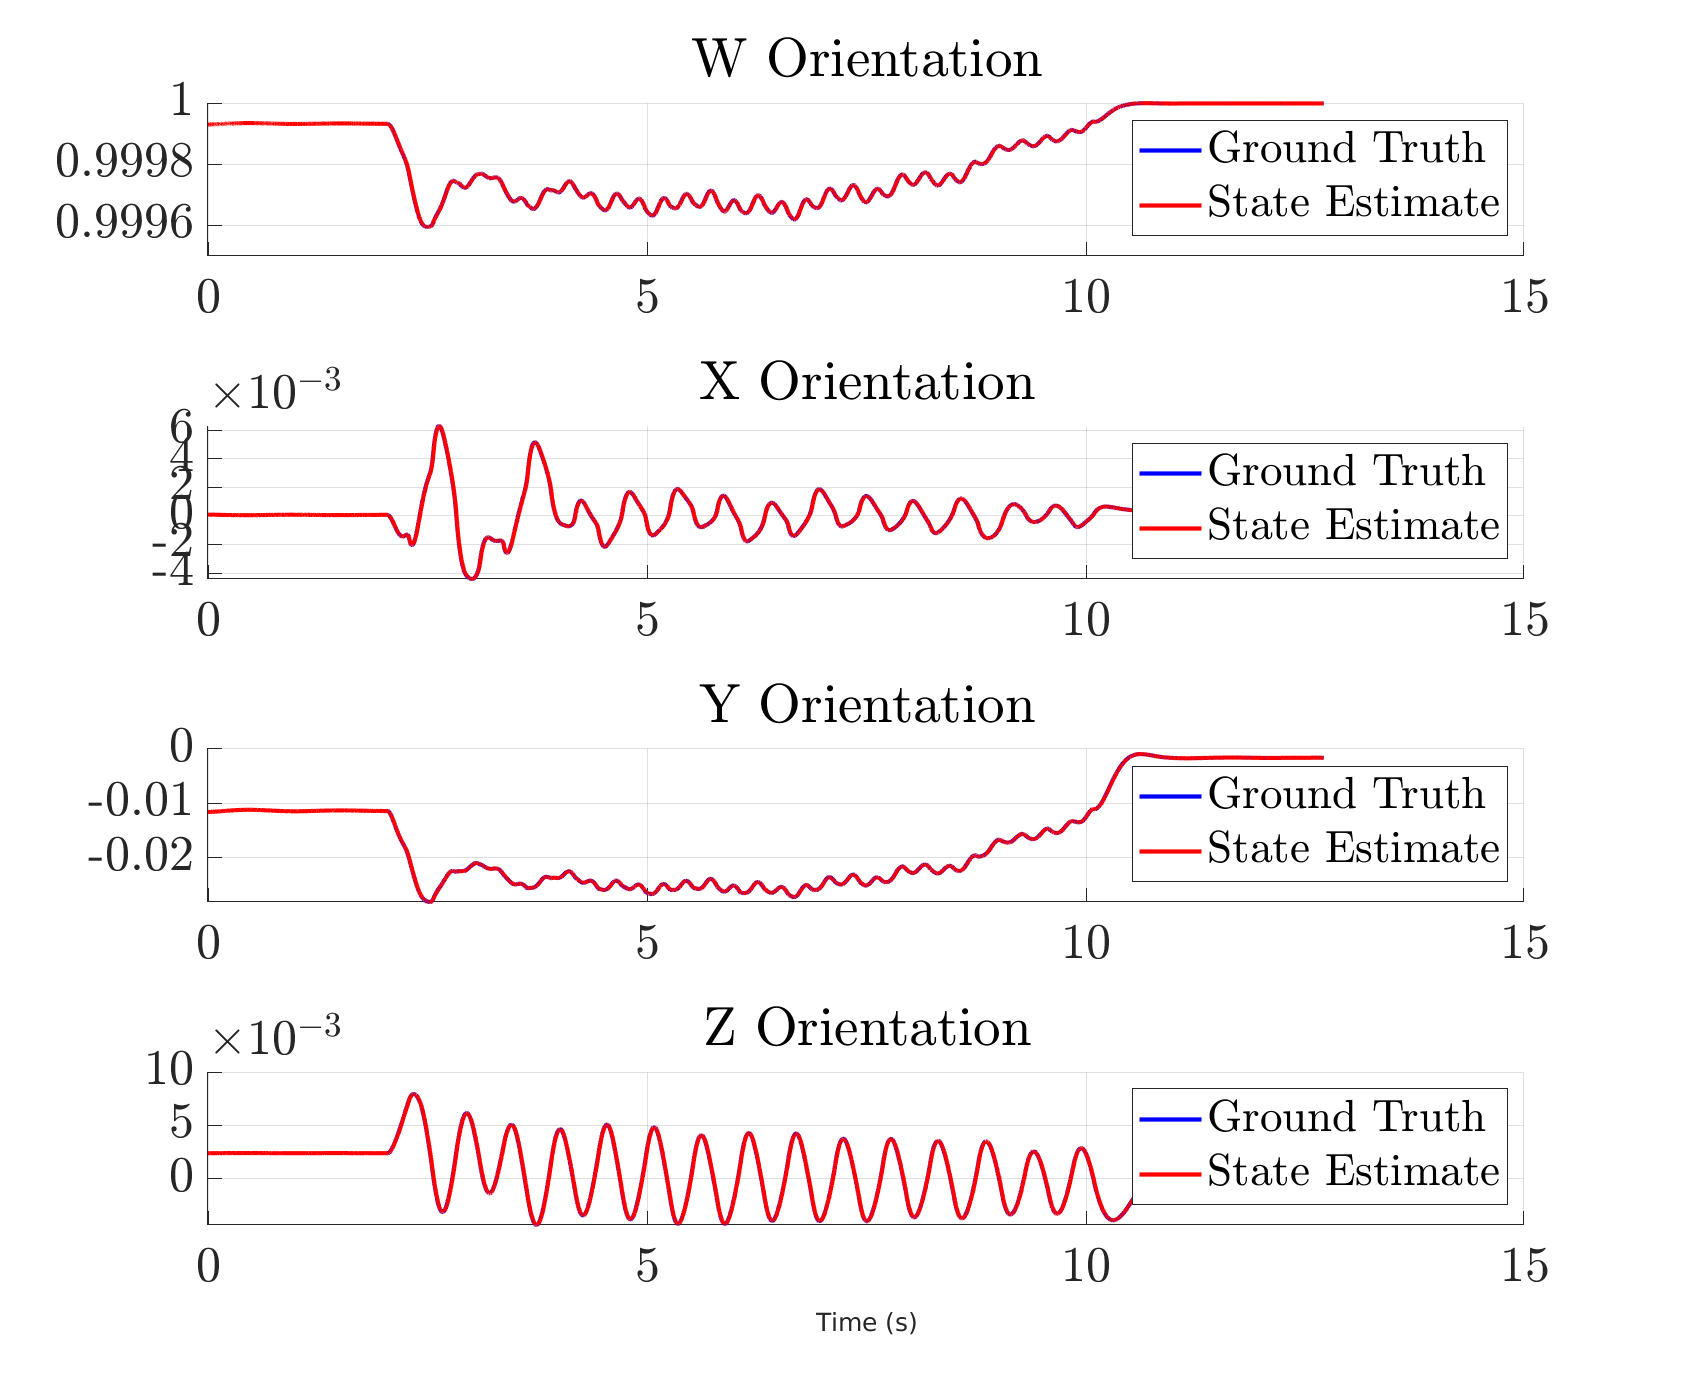 W Orientation
1
0.9998
0.9996
Ground Truth
State Estimate
0 5 10 15
×10⁻³
X Orientation
6
4
2
0
-2
-4
Ground Truth
State Estimate
0 5 10 15
Y Orientation
0
-0.01
-0.02
Ground Truth
State Estimate
0 5 10 15
×10⁻³
Z Orientation
10
5
0
Ground Truth
State Estimate
0 5 10 15
Time (s)